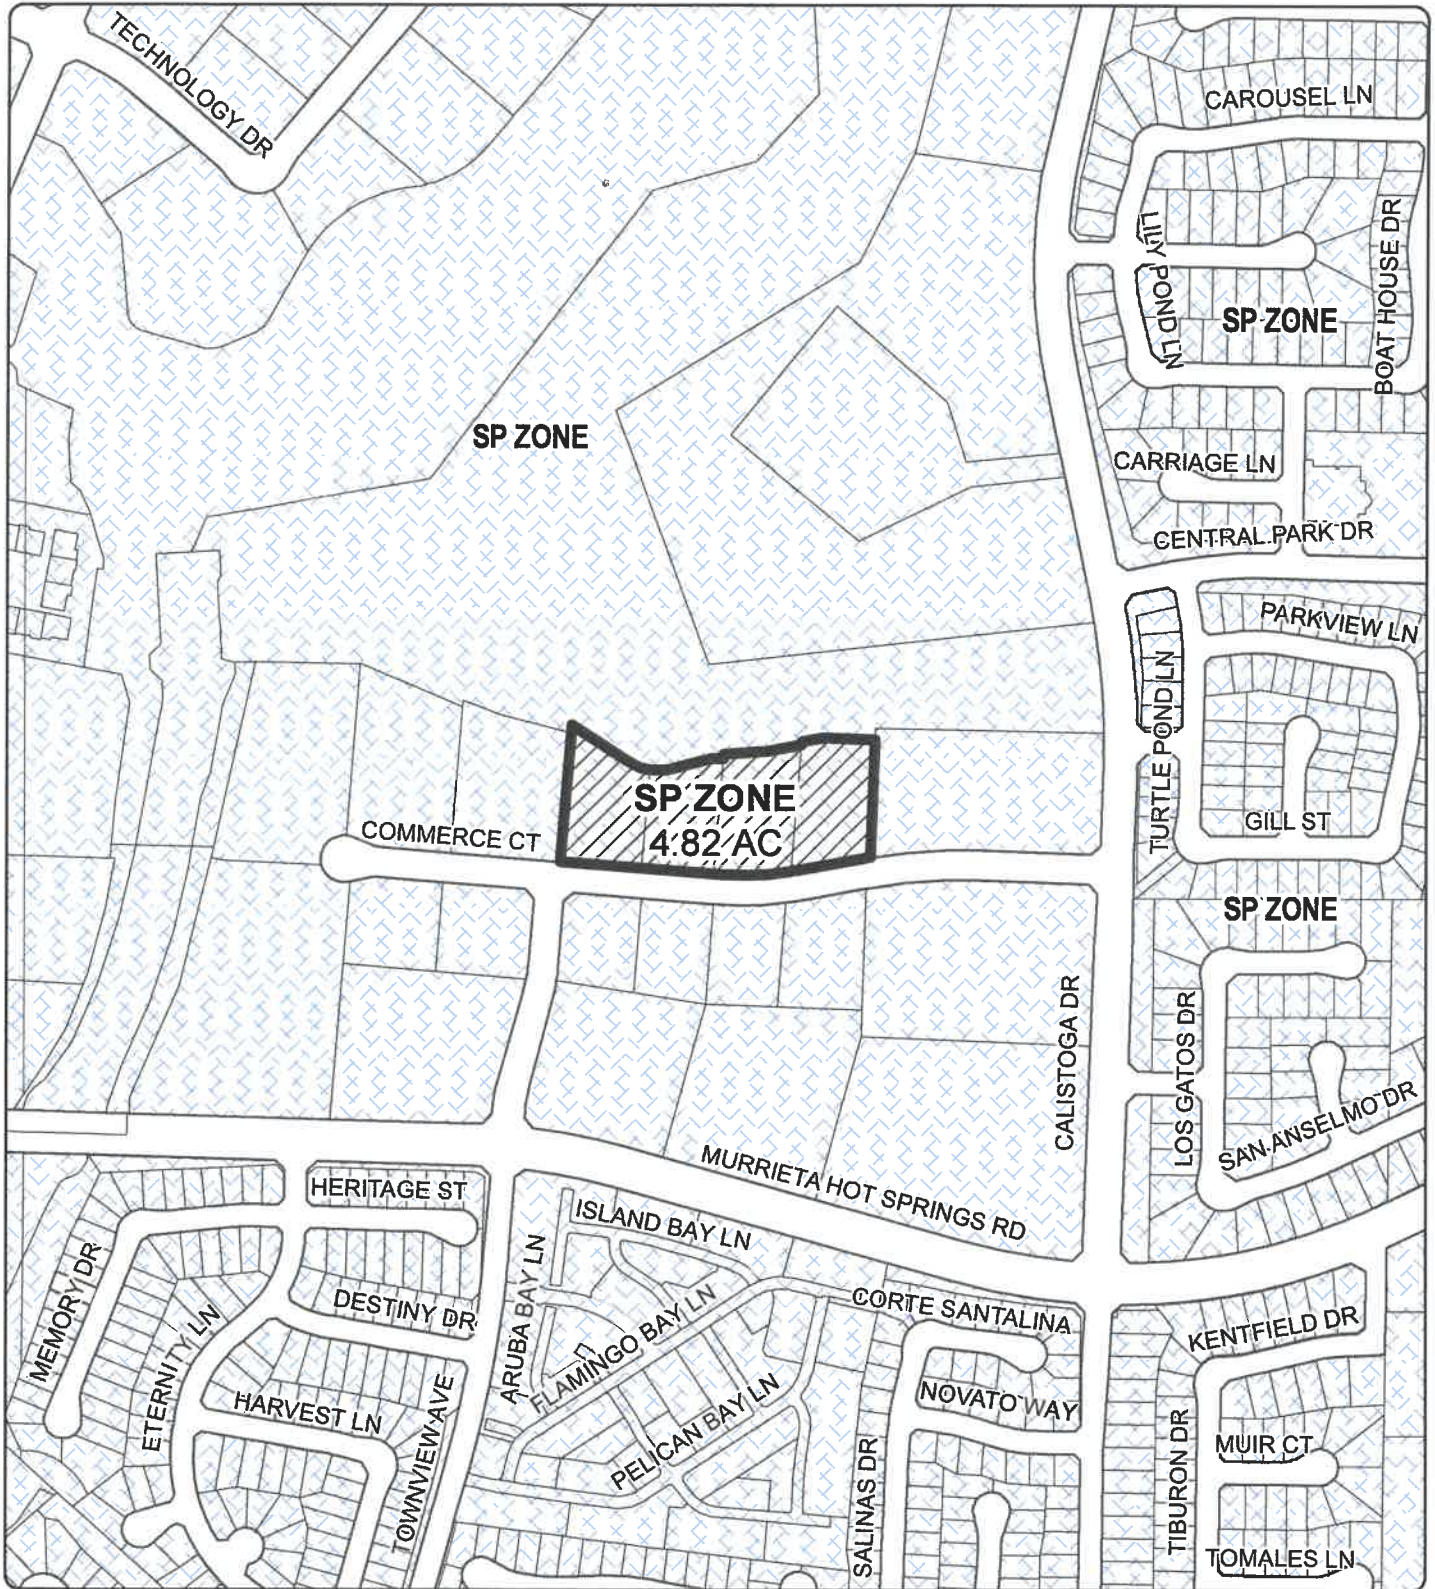 TECHNOLOGY DR
CAROUSEL LN
LILY POND LN
BOAT HOUSE DR
SP ZONE
SP ZONE
CARRIAGE LN
CENTRAL PARK DR
PARKVIEW LN
TURTLE POND LN
SP ZONE
4.82 AC
GILL ST
COMMERCE CT
SP ZONE
CALISTOGA DR
LOS GATOS DR
SAN ANSELMO DR
MURRIETA HOT SPRINGS RD
HERITAGE ST
ISLAND BAY LN
MEMORY DR
ETERNITY LN
DESTINY DR
ARUBA BAY LN
FLAMINGO BAY LN
CORTE SANTALINA
KENTFIELD DR
HARVEST LN
TOWNVIEW AVE
PELICAN BAY LN
NOVATO WAY
SALINAS DR
TIBURON DR
MUIR CT
TOMALES LN